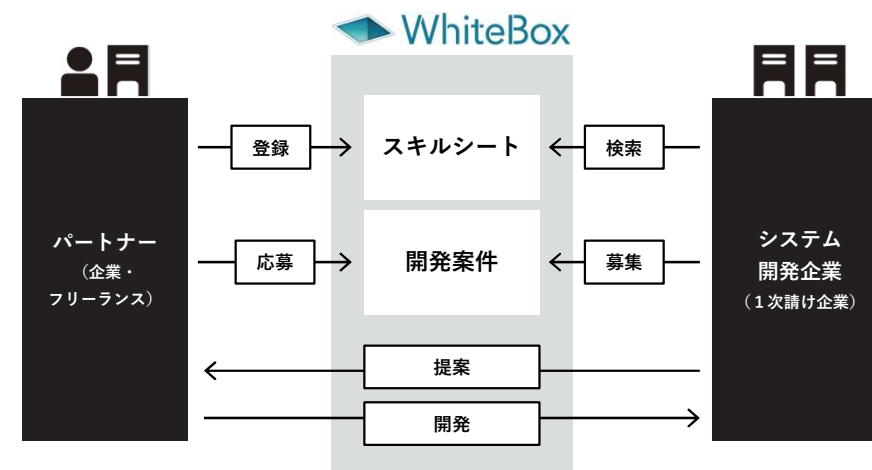 WhiteBox
パートナー
（企業・
フリーランス）
登録
スキルシート
検索
応募
開発案件
募集
提案
開発
システム
開発企業
（１次請け企業）